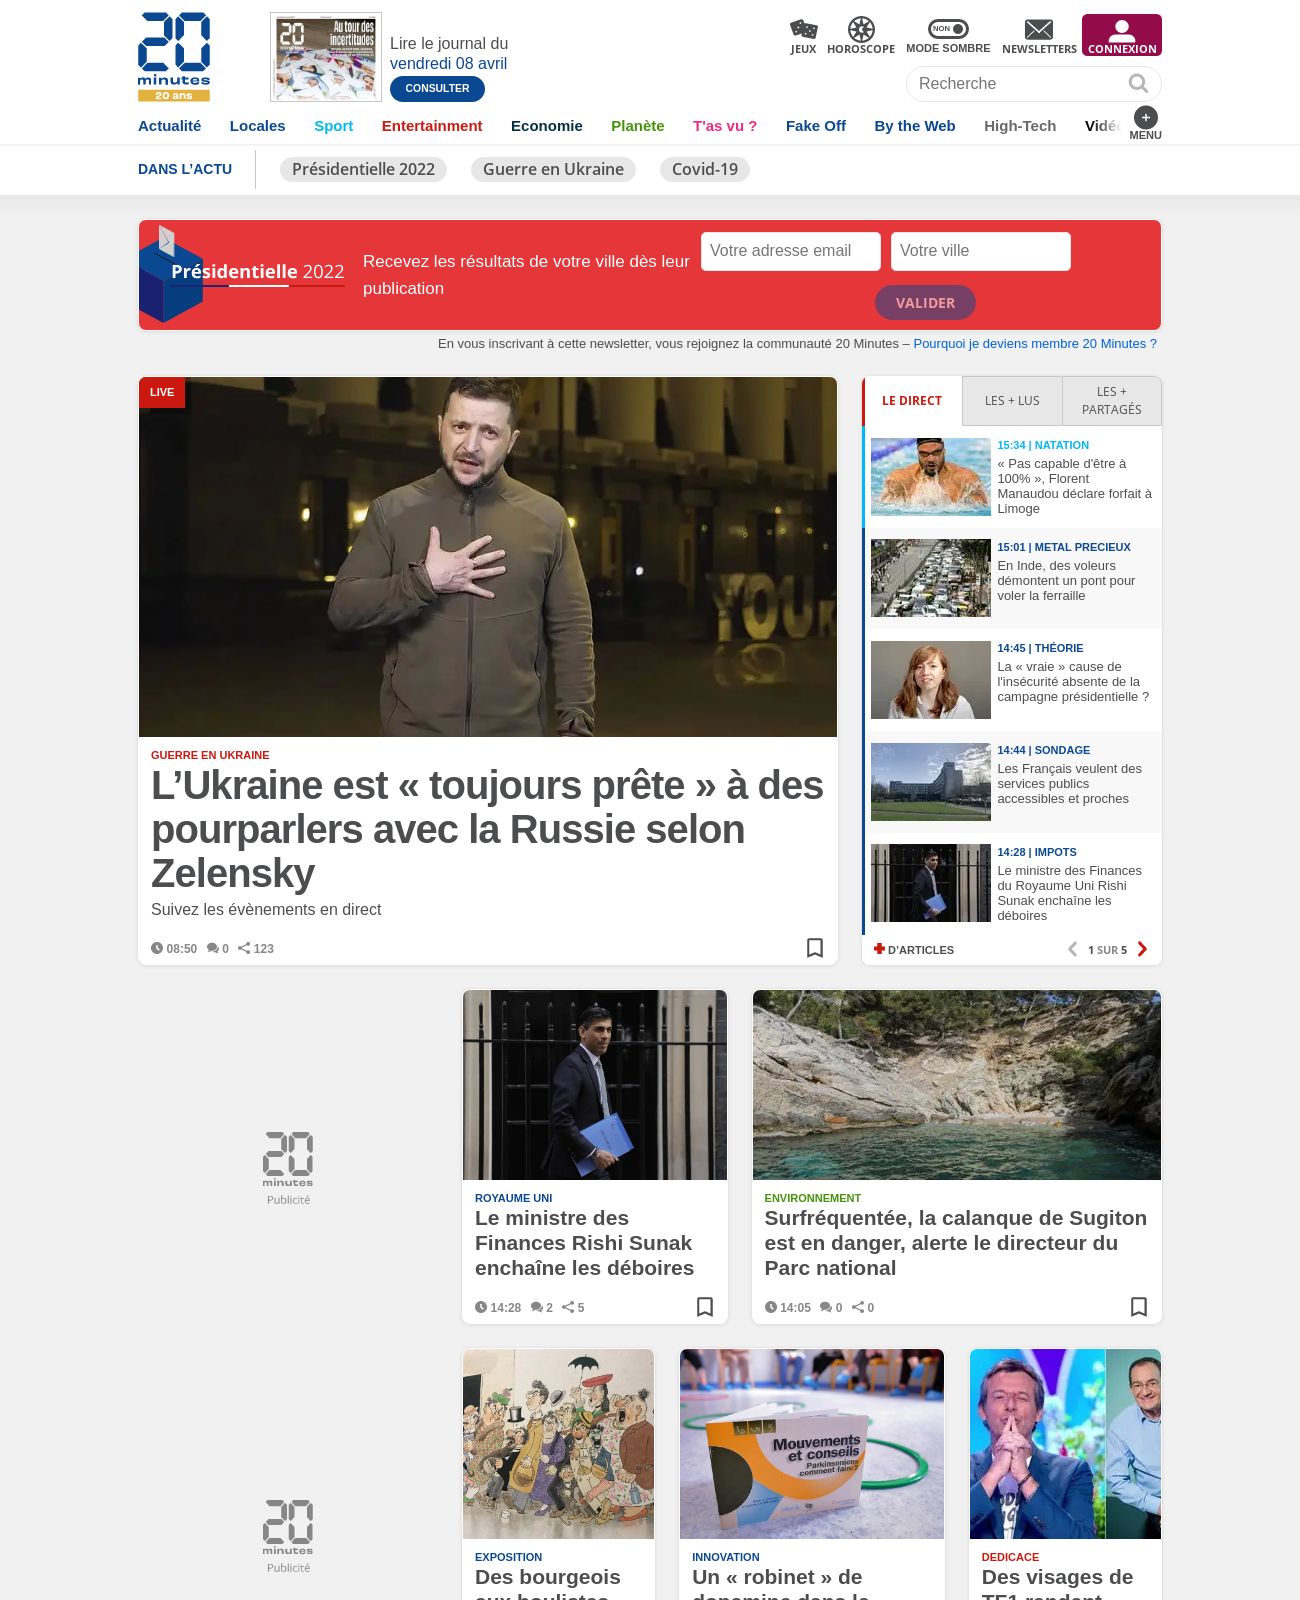 20
minutes
20 ans
Au tour des
incertitudes
20
minutes
Lire le journal du
vendredi 08 avril
CONSULTER
JEUX
HOROSCOPE
NON
MODE SOMBRE
NEWSLETTERS
CONNEXION
Recherche
Actualité Locales Sport Entertainment Economie Planète T'as vu ? Fake Off By the Web High-Tech Vidéo
MENU
DANS L’ACTU Présidentielle 2022 Guerre en Ukraine Covid-19
Présidentielle 2022
Recevez les résultats de votre ville dès leur
publication
Votre adresse email
Votre ville
VALIDER
En vous inscrivant à cette newsletter, vous rejoignez la communauté 20 Minutes – Pourquoi je deviens membre 20 Minutes ?
LIVE
YOU
GUERRE EN UKRAINE
L’Ukraine est « toujours prête » à des
pourparlers avec la Russie selon
Zelensky
Suivez les évènements en direct
08:50 0 123
LE DIRECT
LES + LUS
LES +
PARTAGÉS
15:34 | NATATION
« Pas capable d'être à
100% », Florent
Manaudou déclare forfait à
Limoge
15:01 | METAL PRECIEUX
En Inde, des voleurs
démontent un pont pour
voler la ferraille
14:45 | THÉORIE
La « vraie » cause de
l'insécurité absente de la
campagne présidentielle ?
14:44 | SONDAGE
Les Français veulent des
services publics
accessibles et proches
14:28 | IMPOTS
Le ministre des Finances
du Royaume Uni Rishi
Sunak enchaîne les
déboires
D’ARTICLES
1 SUR 5
20
minutes
Publicité
ROYAUME UNI
Le ministre des
Finances Rishi Sunak
enchaîne les déboires
14:28 2 5
ENVIRONNEMENT
Surfréquentée, la calanque de Sugiton
est en danger, alerte le directeur du
Parc national
14:05 0 0
20
minutes
Publicité
EXPOSITION
Des bourgeois
aux boulistes
Mouvements
et conseils
Parkinsoniens
comment faire ?
INNOVATION
Un « robinet » de
dopamine dans le
DEDICACE
Des visages de
TF1 rendent